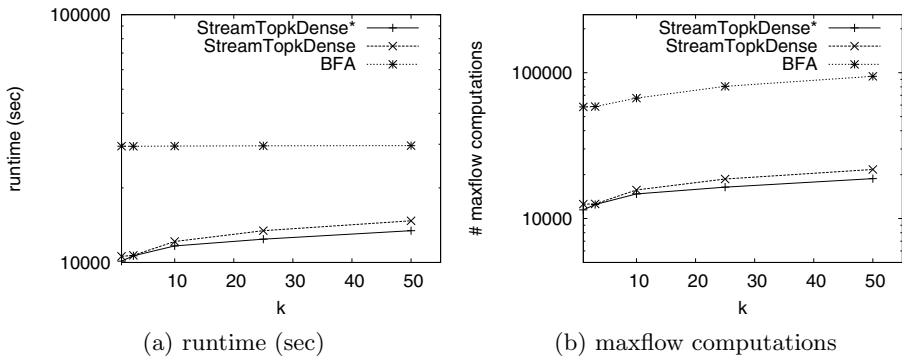 100000
StreamTopkDense*
StreamTopkDense
BFA
runtime (sec)
10000
10 20 30 40 50
k
(a) runtime (sec)
StreamTopkDense*
StreamTopkDense
BFA
100000
# maxflow computations
10000
10 20 30 40 50
k
(b) maxflow computations